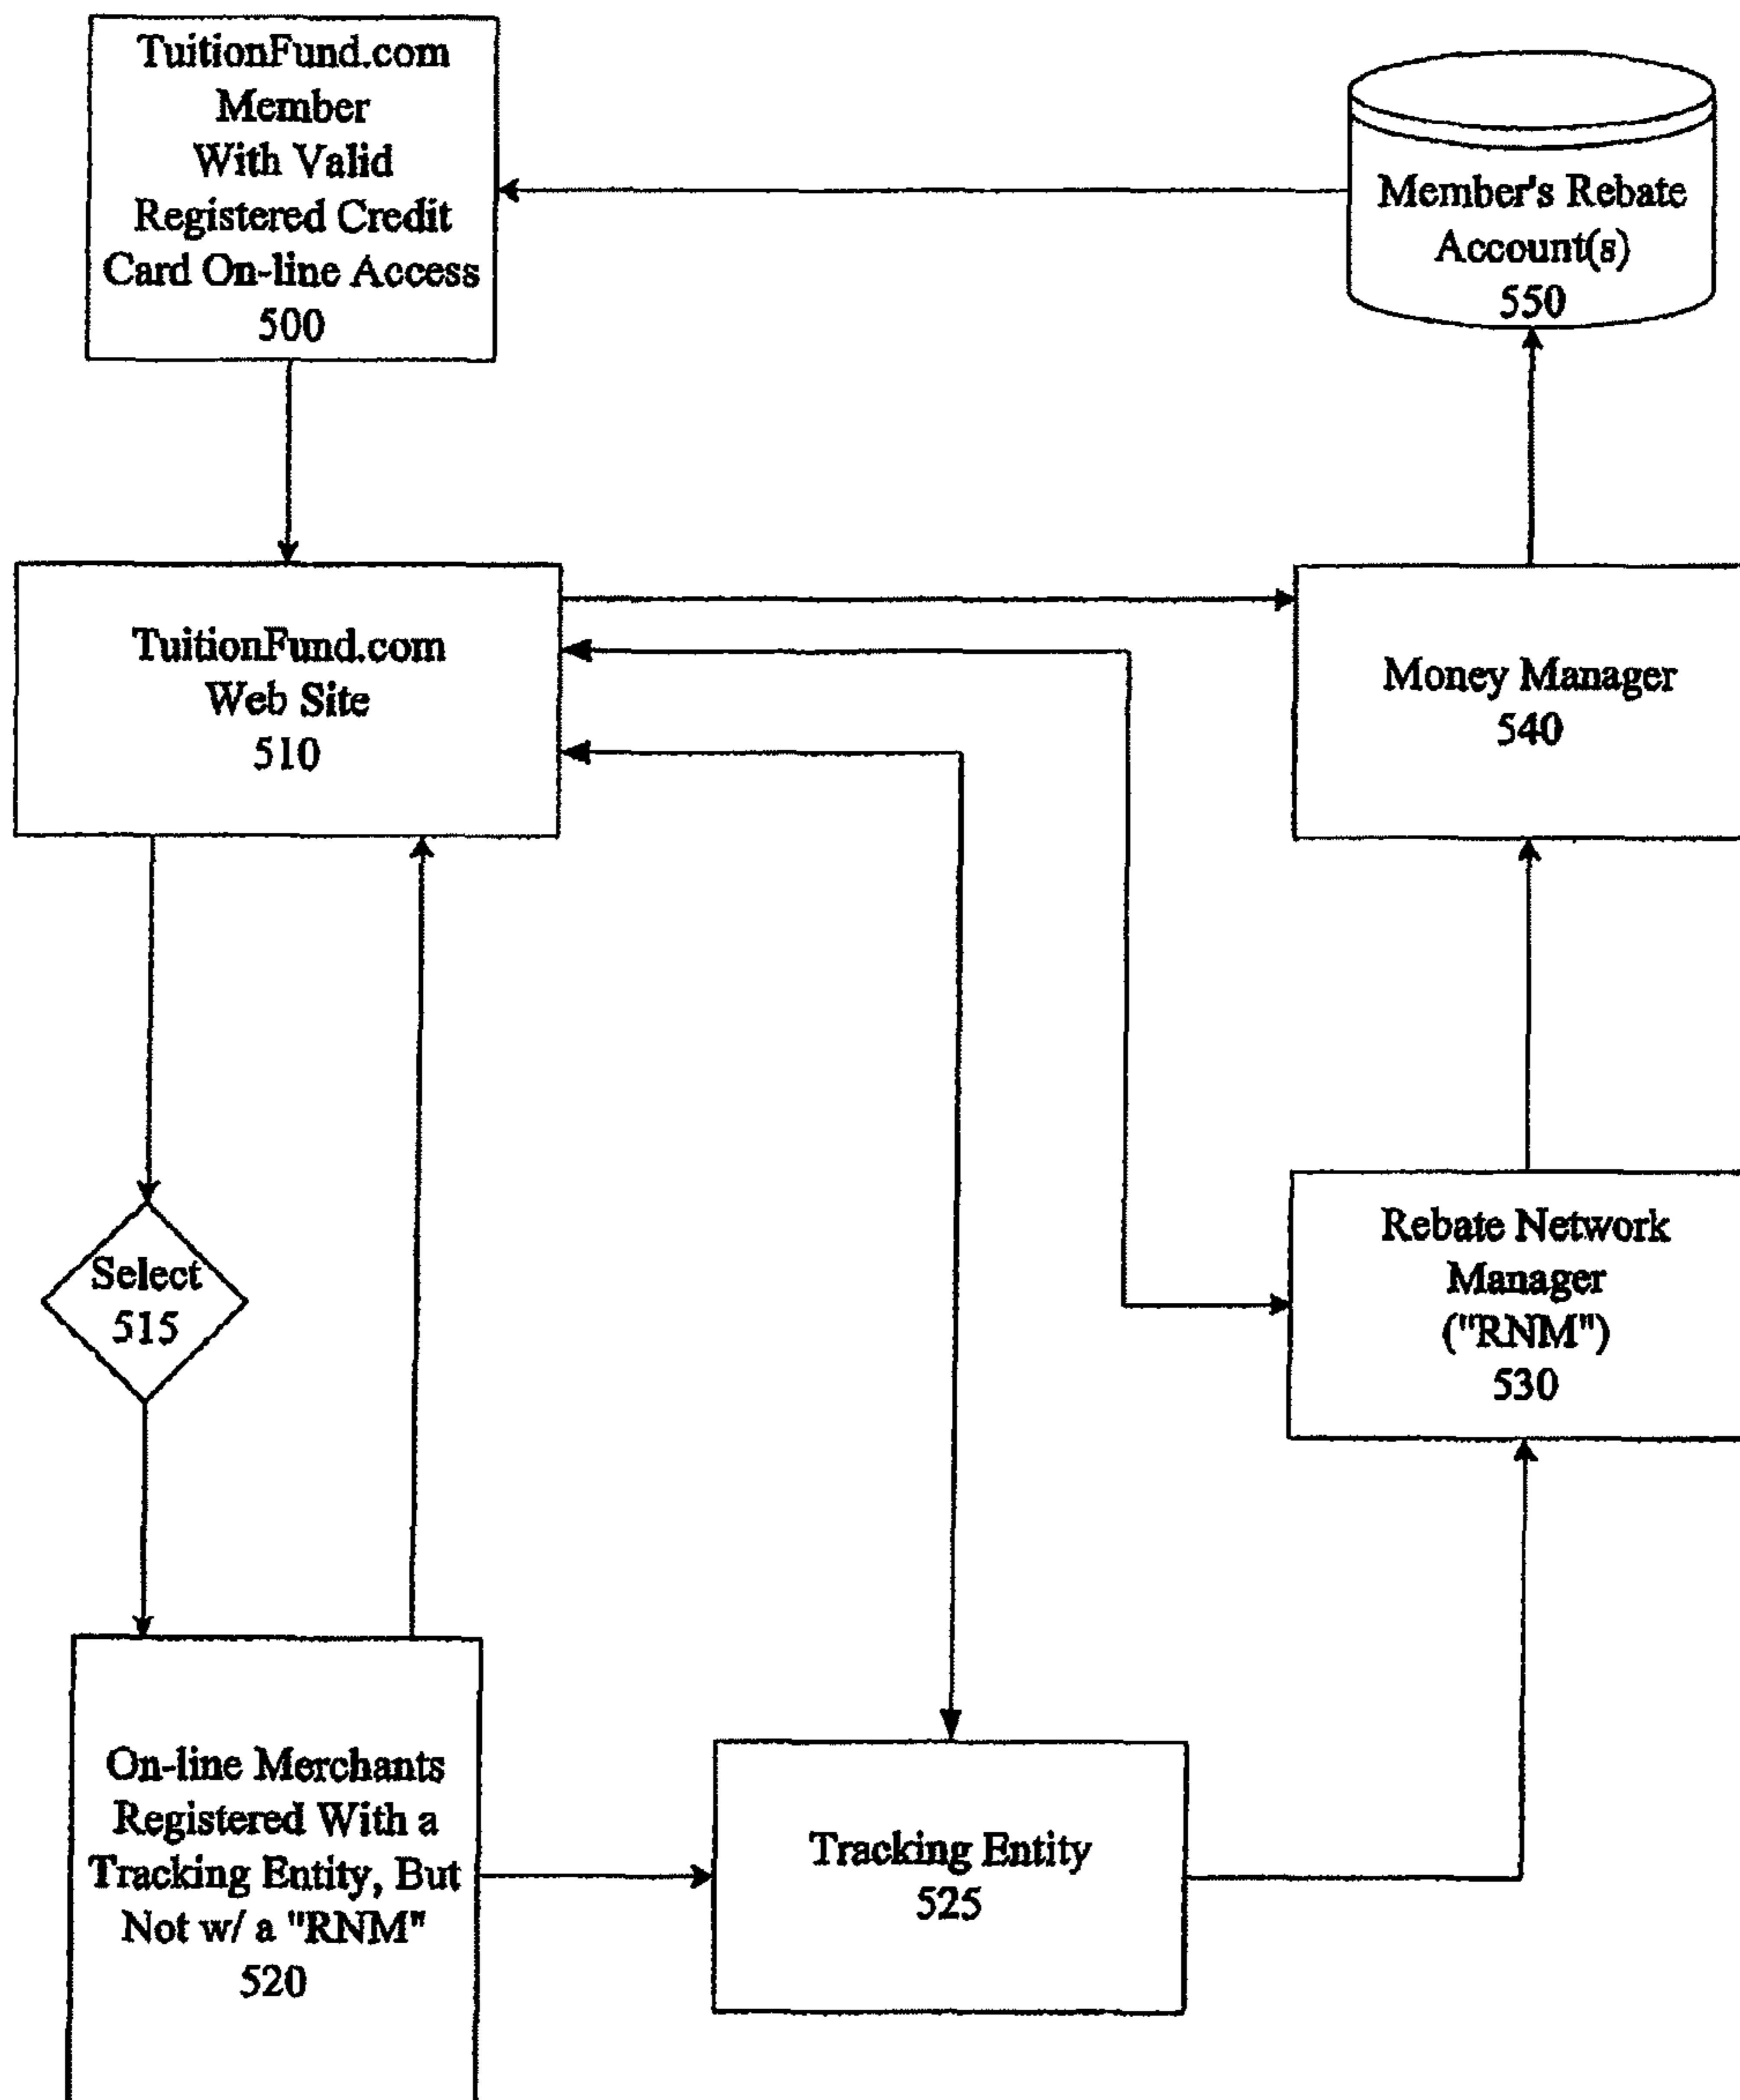 TuitionFund.com
Member
With Valid
Registered Credit
Card On-line Access
500
Member's Rebate
Account(s)
550
TuitionFund.com
Web Site
510
Money Manager
540
Select
515
Rebate Network
Manager
("RNM")
530
On-line Merchants
Registered With a
Tracking Entity, But
Not w/ a "RNM"
520
Tracking Entity
525